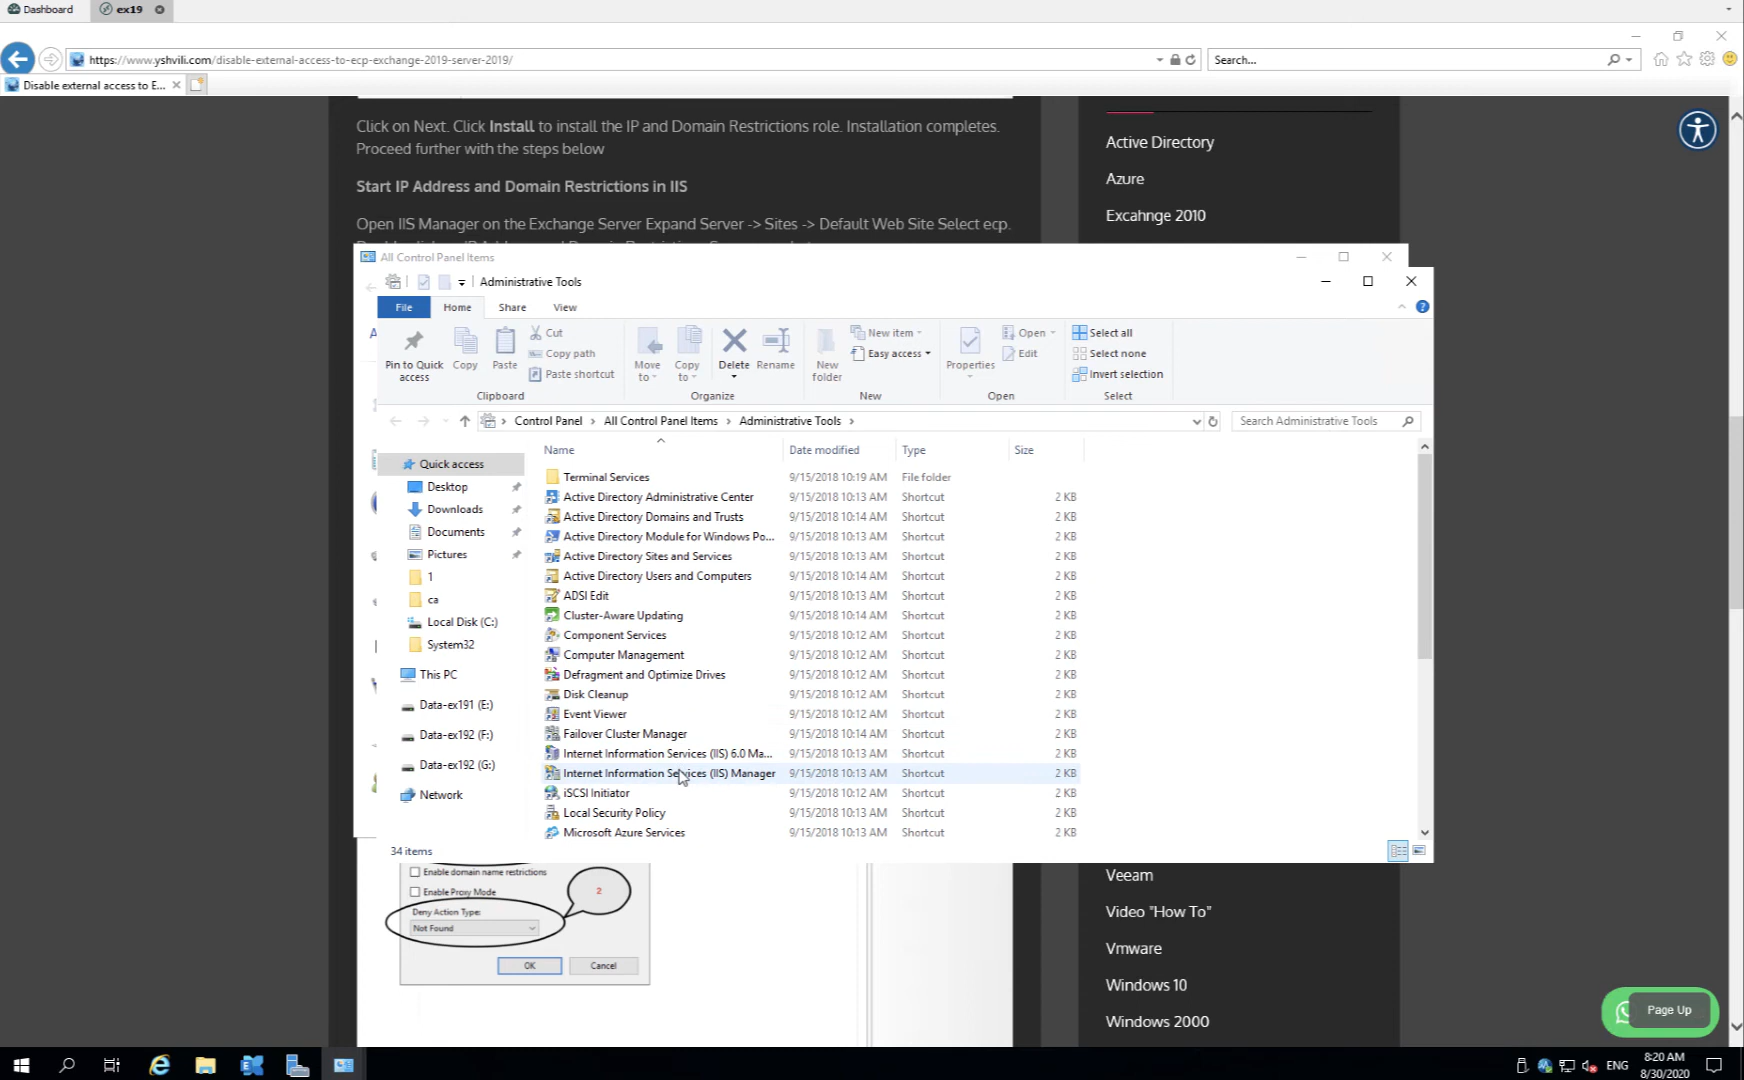 Dashboard
ex19
https://www.yshvili.com/disable-external-access-to-ecp-exchange-2019-server-2019/
Search...
Disable external access to E...
Click on Next. Click Install to install the IP and Domain Restrictions role. Installation completes.
Proceed further with the steps below
Start IP Address and Domain Restrictions in IIS
Open IIS Manager on the Exchange Server Expand Server -> Sites -> Default Web Site Select ecp.
Active Directory
Azure
Excahnge 2010
All Control Panel Items
Administrative Tools
File
Home
Share
View
Pin to Quick
access
Copy
Paste
Cut
Copy path
Paste shortcut
Clipboard
Move
to
Copy
to
Delete
Rename
Organize
New
folder
New item
Easy access
New
Properties
Open
Edit
Open
Select all
Select none
Invert selection
Select
Control Panel
All Control Panel Items
Administrative Tools
Search Administrative Tools
Name
Date modified
Type
Size
Quick access
Desktop
Downloads
Documents
Pictures
1
ca
Local Disk (C:)
System32
This PC
Data-ex191 (E:)
Data-ex192 (F:)
Data-ex192 (G:)
Network
Terminal Services 9/15/2018 10:19 AM File folder
Active Directory Administrative Center 9/15/2018 10:13 AM Shortcut 2 KB
Active Directory Domains and Trusts 9/15/2018 10:14 AM Shortcut 2 KB
Active Directory Module for Windows Po... 9/15/2018 10:13 AM Shortcut 2 KB
Active Directory Sites and Services 9/15/2018 10:13 AM Shortcut 2 KB
Active Directory Users and Computers 9/15/2018 10:14 AM Shortcut 2 KB
ADSI Edit 9/15/2018 10:13 AM Shortcut 2 KB
Cluster-Aware Updating 9/15/2018 10:14 AM Shortcut 2 KB
Component Services 9/15/2018 10:12 AM Shortcut 2 KB
Computer Management 9/15/2018 10:12 AM Shortcut 2 KB
Defragment and Optimize Drives 9/15/2018 10:12 AM Shortcut 2 KB
Disk Cleanup 9/15/2018 10:12 AM Shortcut 2 KB
Event Viewer 9/15/2018 10:12 AM Shortcut 2 KB
Failover Cluster Manager 9/15/2018 10:14 AM Shortcut 2 KB
Internet Information Services (IIS) 6.0 Ma... 9/15/2018 10:13 AM Shortcut 2 KB
Internet Information Services (IIS) Manager 9/15/2018 10:13 AM Shortcut 2 KB
iSCSI Initiator 9/15/2018 10:12 AM Shortcut 2 KB
Local Security Policy 9/15/2018 10:13 AM Shortcut 2 KB
Microsoft Azure Services 9/15/2018 10:13 AM Shortcut 2 KB
34 items
Enable domain name restrictions
Enable Proxy Mode
2
Deny Action Type:
Not Found
OK
Cancel
Veeam
Video "How To"
Vmware
Windows 10
Windows 2000
Page Up
ENG
8:20 AM
8/30/2020